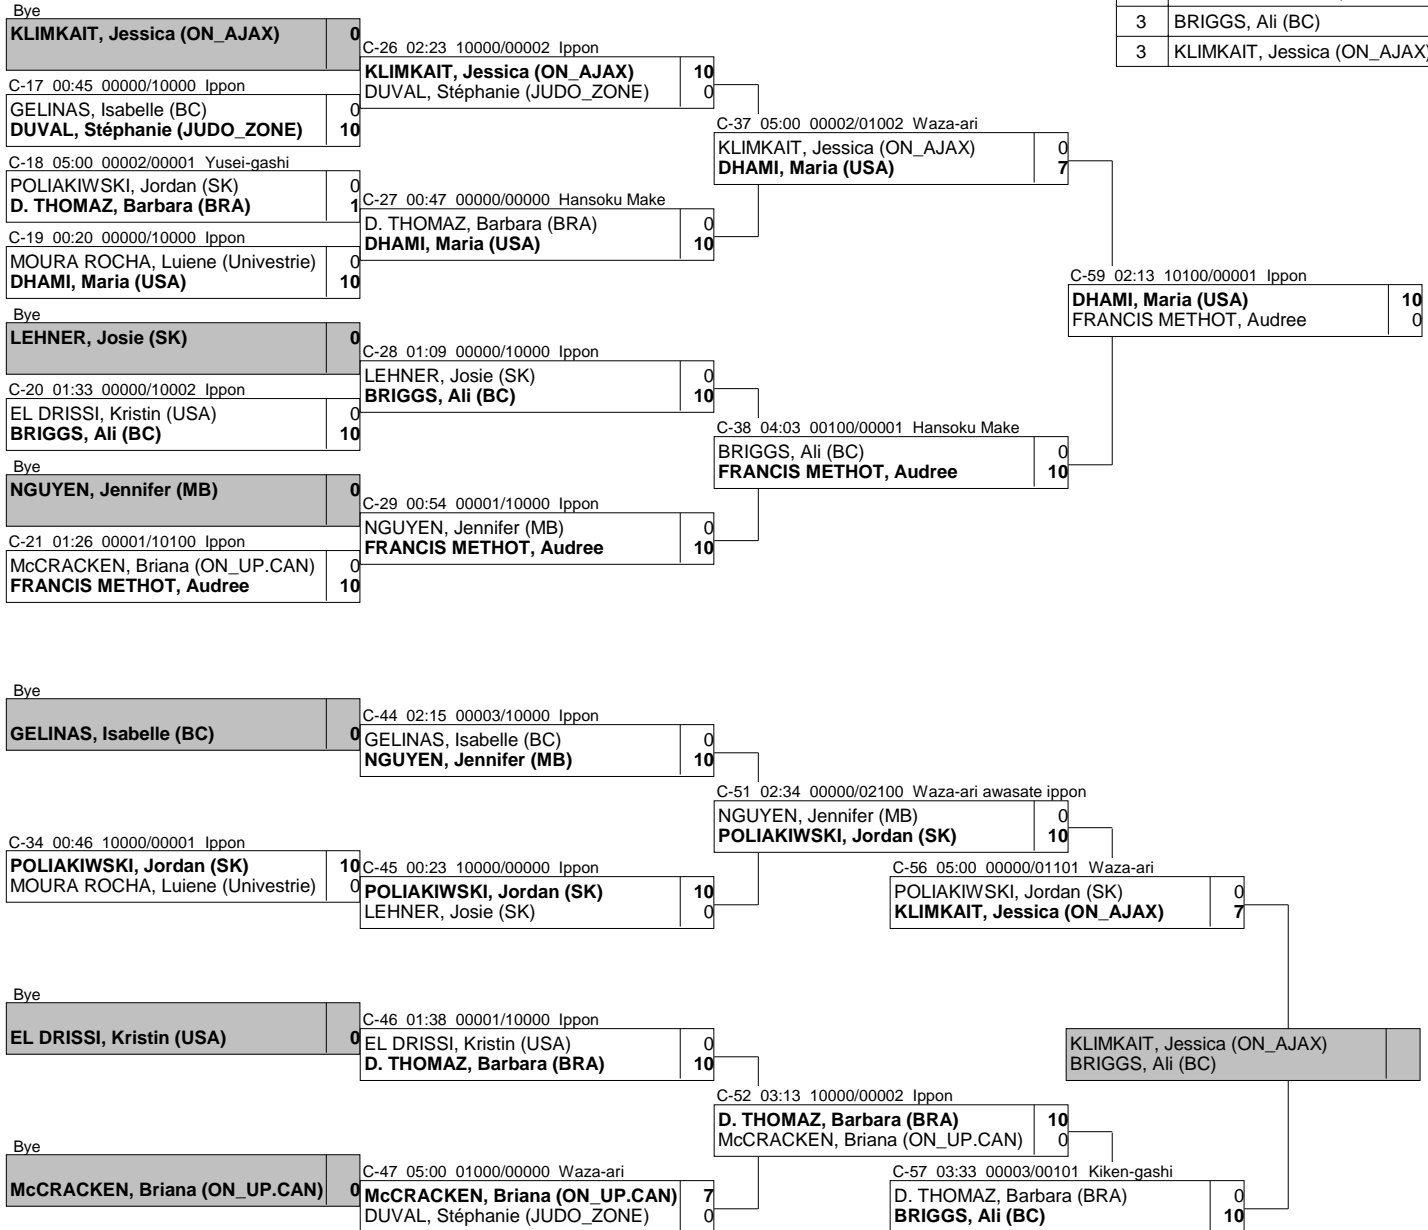 3 BRIGGS, Ali (BC)
3 KLIMKAIT, Jessica (ON_AJAX)
Bye
KLIMKAIT, Jessica (ON_AJAX) 0
C-17 00:45 00000/10000 Ippon
GELINAS, Isabelle (BC) 0
DUVAL, Stéphanie (JUDO_ZONE) 10
C-18 05:00 00002/00001 Yusei-gashi
POLIAKIWSKI, Jordan (SK) 0
D. THOMAZ, Barbara (BRA) 1
C-19 00:20 00000/10000 Ippon
MOURA ROCHA, Luiene (Univestrie) 0
DHAMI, Maria (USA) 10
Bye
LEHNER, Josie (SK) 0
C-20 01:33 00000/10002 Ippon
EL DRISSI, Kristin (USA) 0
BRIGGS, Ali (BC) 10
Bye
NGUYEN, Jennifer (MB) 0
C-21 01:26 00001/10100 Ippon
McCRACKEN, Briana (ON_UP.CAN) 0
FRANCIS METHOT, Audree 10
C-26 02:23 10000/00002 Ippon
KLIMKAIT, Jessica (ON_AJAX) 10
DUVAL, Stéphanie (JUDO_ZONE) 0
C-27 00:47 00000/00000 Hansoku Make
D. THOMAZ, Barbara (BRA) 0
DHAMI, Maria (USA) 10
C-28 01:09 00000/10000 Ippon
LEHNER, Josie (SK) 0
BRIGGS, Ali (BC) 10
C-29 00:54 00001/10000 Ippon
NGUYEN, Jennifer (MB) 0
FRANCIS METHOT, Audree 10
C-37 05:00 00002/01002 Waza-ari
KLIMKAIT, Jessica (ON_AJAX) 0
DHAMI, Maria (USA) 7
C-38 04:03 00100/00001 Hansoku Make
BRIGGS, Ali (BC) 0
FRANCIS METHOT, Audree 10
C-59 02:13 10100/00001 Ippon
DHAMI, Maria (USA) 10
FRANCIS METHOT, Audree 0
Bye
GELINAS, Isabelle (BC) 0
C-34 00:46 10000/00001 Ippon
POLIAKIWSKI, Jordan (SK) 10
MOURA ROCHA, Luiene (Univestrie) 0
Bye
EL DRISSI, Kristin (USA) 0
Bye
McCRACKEN, Briana (ON_UP.CAN) 0
C-44 02:15 00003/10000 Ippon
GELINAS, Isabelle (BC) 0
NGUYEN, Jennifer (MB) 10
C-45 00:23 10000/00000 Ippon
POLIAKIWSKI, Jordan (SK) 10
LEHNER, Josie (SK) 0
C-46 01:38 00001/10000 Ippon
EL DRISSI, Kristin (USA) 0
D. THOMAZ, Barbara (BRA) 10
C-47 05:00 01000/00000 Waza-ari
McCRACKEN, Briana (ON_UP.CAN) 7
DUVAL, Stéphanie (JUDO_ZONE) 0
C-51 02:34 00000/02100 Waza-ari awasate ippon
NGUYEN, Jennifer (MB) 0
POLIAKIWSKI, Jordan (SK) 10
C-52 03:13 10000/00002 Ippon
D. THOMAZ, Barbara (BRA) 10
McCRACKEN, Briana (ON_UP.CAN) 0
C-56 05:00 00000/01101 Waza-ari
POLIAKIWSKI, Jordan (SK) 0
KLIMKAIT, Jessica (ON_AJAX) 7
C-57 03:33 00003/00101 Kiken-gashi
D. THOMAZ, Barbara (BRA) 0
BRIGGS, Ali (BC) 10
KLIMKAIT, Jessica (ON_AJAX)
BRIGGS, Ali (BC)